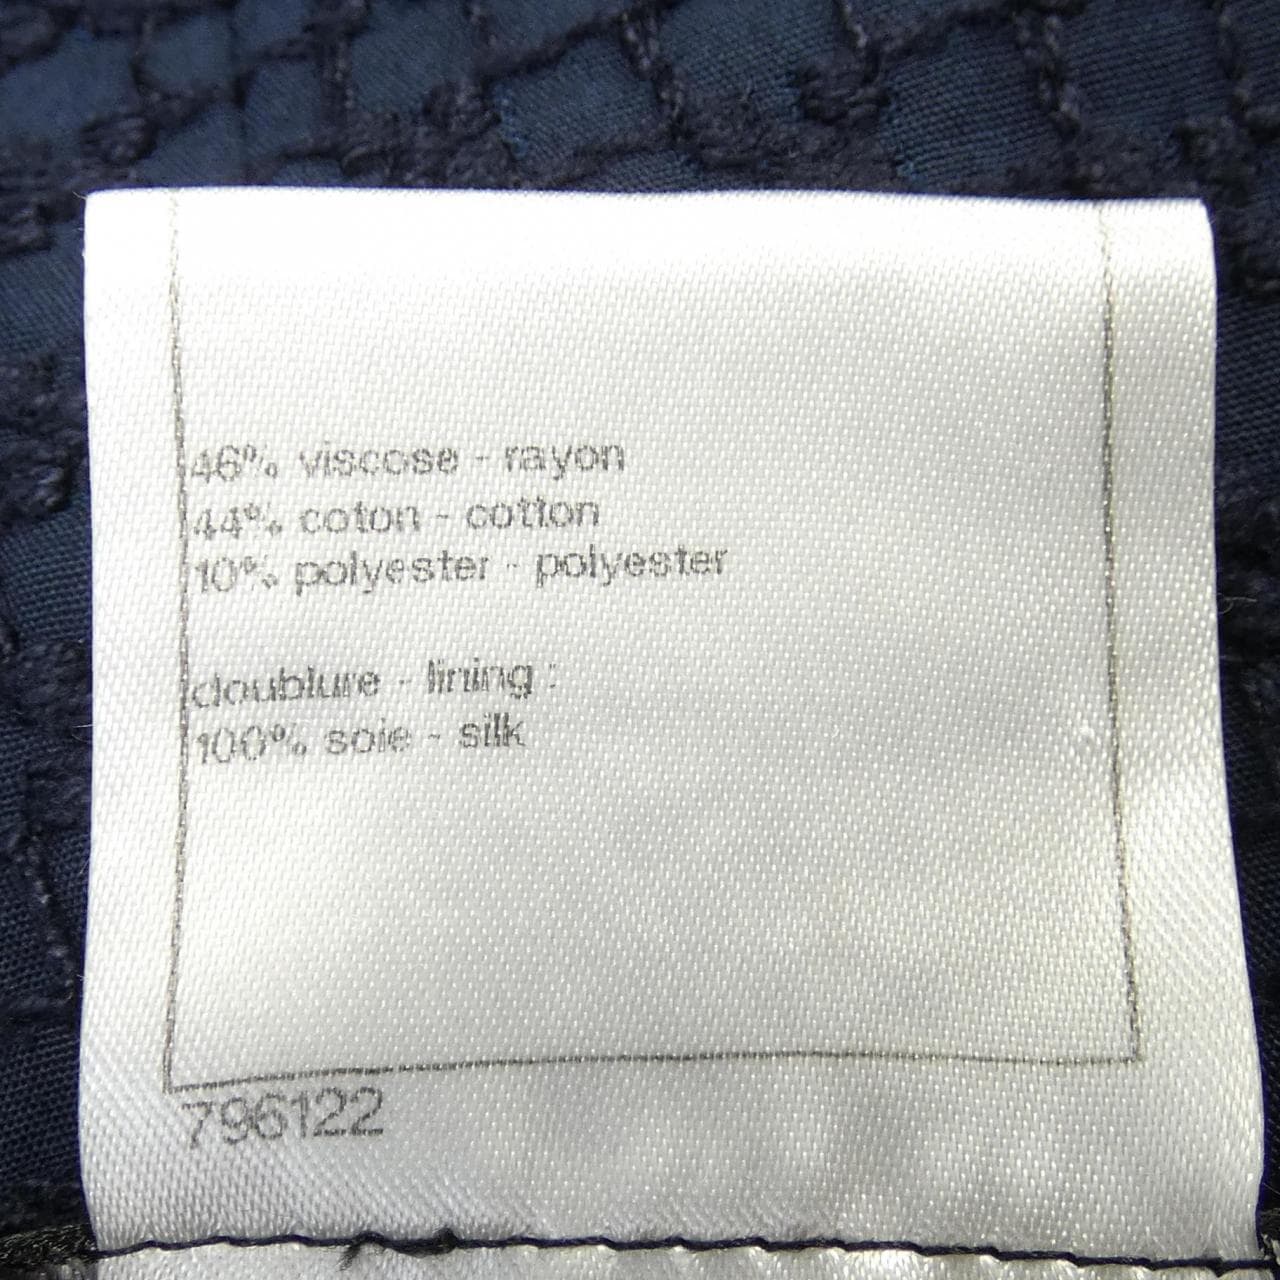 46% viscose - rayon
44% coton - cotton
10% polyester - polyester
doublure - lining :
100% soie - silk
796122